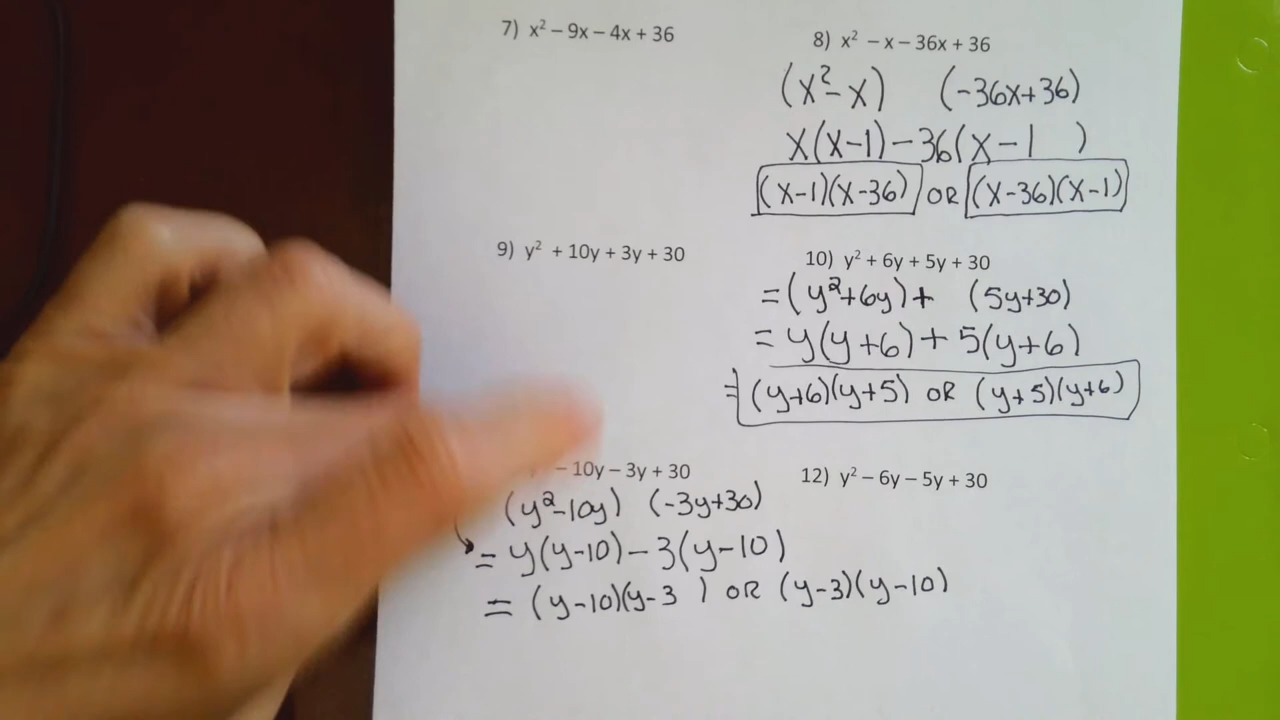 7) x² – 9x – 4x + 36
8) x² – x – 36x + 36
(x²-x) (-36x+36)
x(x-1)-36(x-1 )
(x-1)(x-36) OR (x-36)(x-1)
9) y² + 10y + 3y + 30
10) y² + 6y + 5y + 30
=(y²+6y)+ (5y+30)
= y(y+6)+5(y+6)
=(y+6)(y+5) OR (y+5)(y+6)
– 10y – 3y + 30
(y²-10y) (-3y+30)
= y(y-10)-3(y-10)
= (y-10)(y-3 ) OR (y-3)(y-10)
12) y² – 6y – 5y + 30